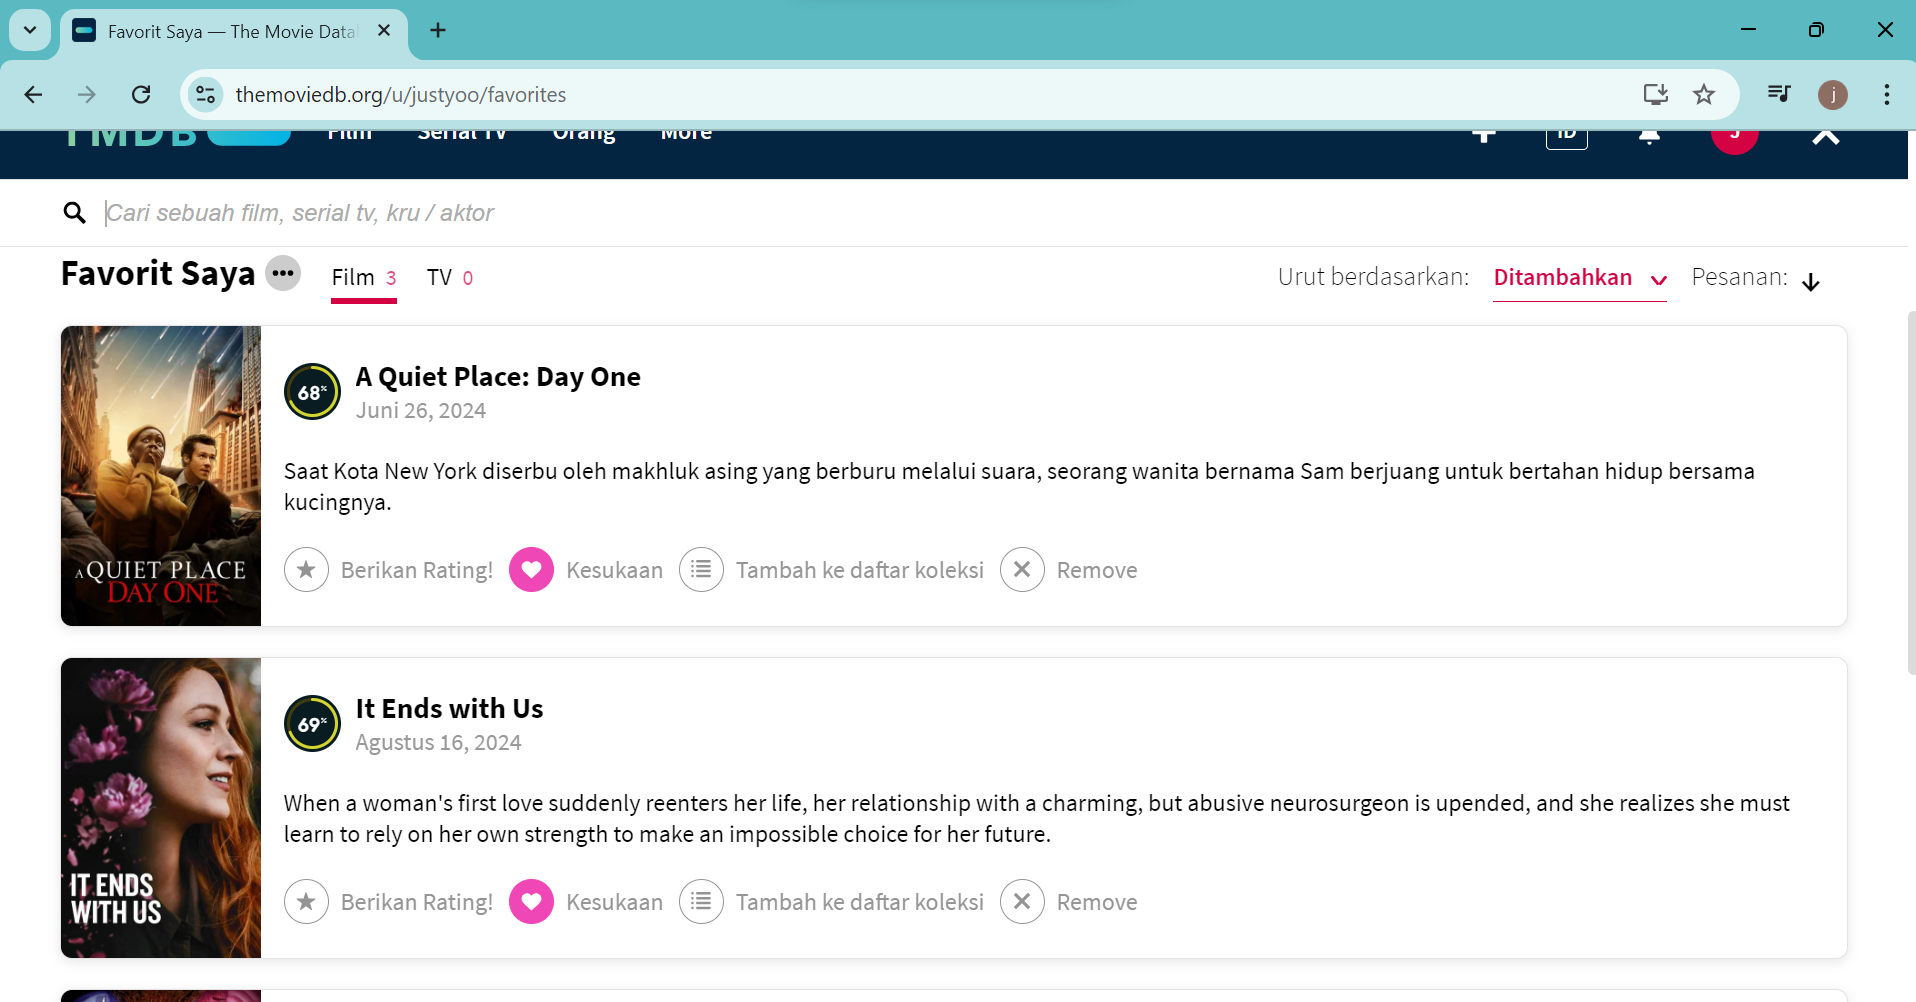 Favorit Saya — The Movie Data
themoviedb.org/u/justyoo/favorites
j
TMDB Film Serial TV Orang More ID J
Cari sebuah film, serial tv, kru / aktor
Favorit Saya Film 3 TV 0 Urut berdasarkan: Ditambahkan Pesanan:
68% A Quiet Place: Day One
Juni 26, 2024
Saat Kota New York diserbu oleh makhluk asing yang berburu melalui suara, seorang wanita bernama Sam berjuang untuk bertahan hidup bersama
kucingnya.
A QUIET PLACE
DAY ONE
Berikan Rating! Kesukaan Tambah ke daftar koleksi Remove
69% It Ends with Us
Agustus 16, 2024
When a woman's first love suddenly reenters her life, her relationship with a charming, but abusive neurosurgeon is upended, and she realizes she must
learn to rely on her own strength to make an impossible choice for her future.
IT ENDS
WITH US
Berikan Rating! Kesukaan Tambah ke daftar koleksi Remove